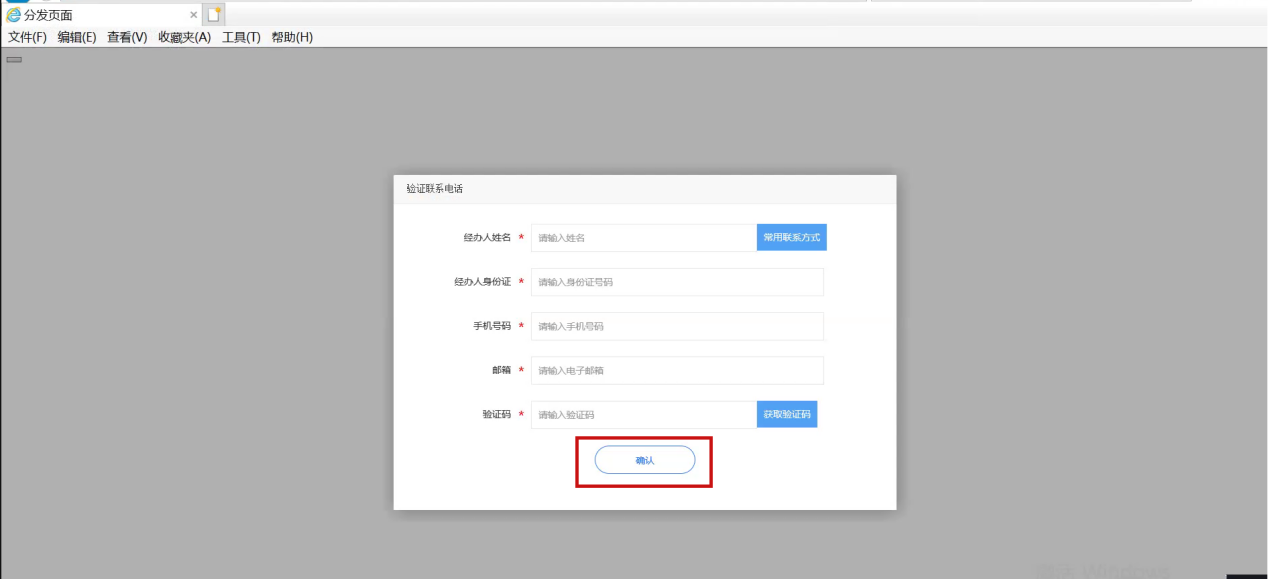 分发页面
文件(F) 编辑(E) 查看(V) 收藏夹(A) 工具(T) 帮助(H)
验证联系电话
经办人姓名 * 请输入姓名 常用联系方式
经办人身份证 * 请输入身份证号码
手机号码 * 请输入手机号码
邮箱 * 请输入电子邮箱
验证码 * 请输入验证码 获取验证码
确认
激活 Windows